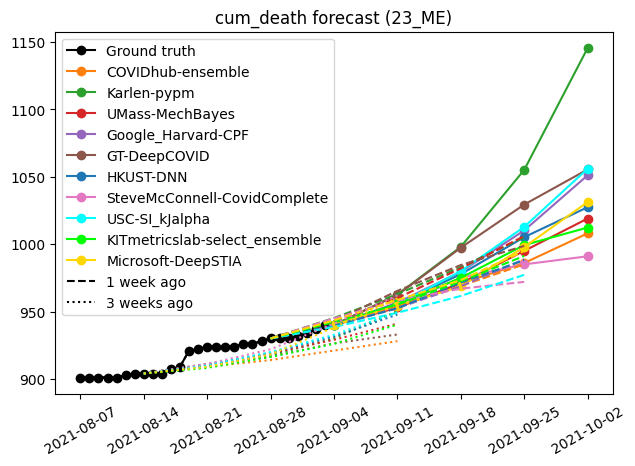 cum_death forecast (23_ME)
1150
1100
1050
1000
950
900
Ground truth
COVIDhub-ensemble
Karlen-pypm
UMass-MechBayes
Google_Harvard-CPF
GT-DeepCOVID
HKUST-DNN
SteveMcConnell-CovidComplete
USC-SI_kJalpha
KITmetricslab-select_ensemble
Microsoft-DeepSTIA
1 week ago
3 weeks ago
2021-08-07
2021-08-14
2021-08-21
2021-08-28
2021-09-04
2021-09-11
2021-09-18
2021-09-25
2021-10-02